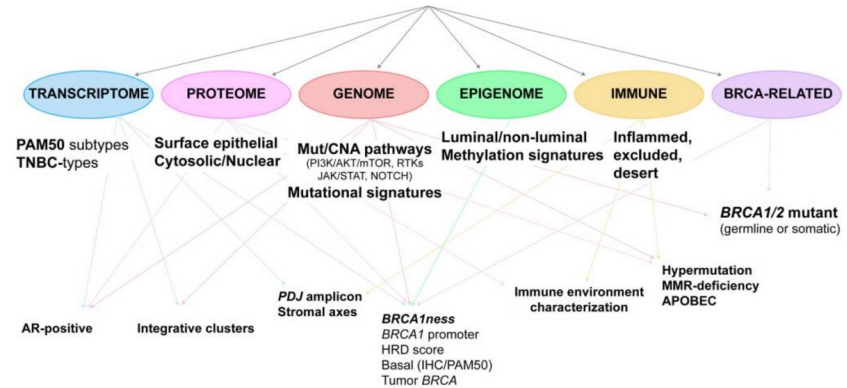 TRANSCRIPTOME
PROTEOME
GENOME
EPIGENOME
IMMUNE
BRCA-RELATED
PAM50 subtypes
TNBC-types
Surface epithelial
Cytosolic/Nuclear
Mut/CNA pathways
(PI3K/AKT/mTOR, RTKs
JAK/STAT, NOTCH)
Mutational signatures
Luminal/non-luminal
Methylation signatures
Inflammed,
excluded,
desert
BRCA1/2 mutant
(germline or somatic)
AR-positive
Integrative clusters
PDJ amplicon
Stromal axes
BRCA1ness
BRCA1 promoter
HRD score
Basal (IHC/PAM50)
Tumor BRCA
Immune environment
characterization
Hypermutation
MMR-deficiency
APOBEC